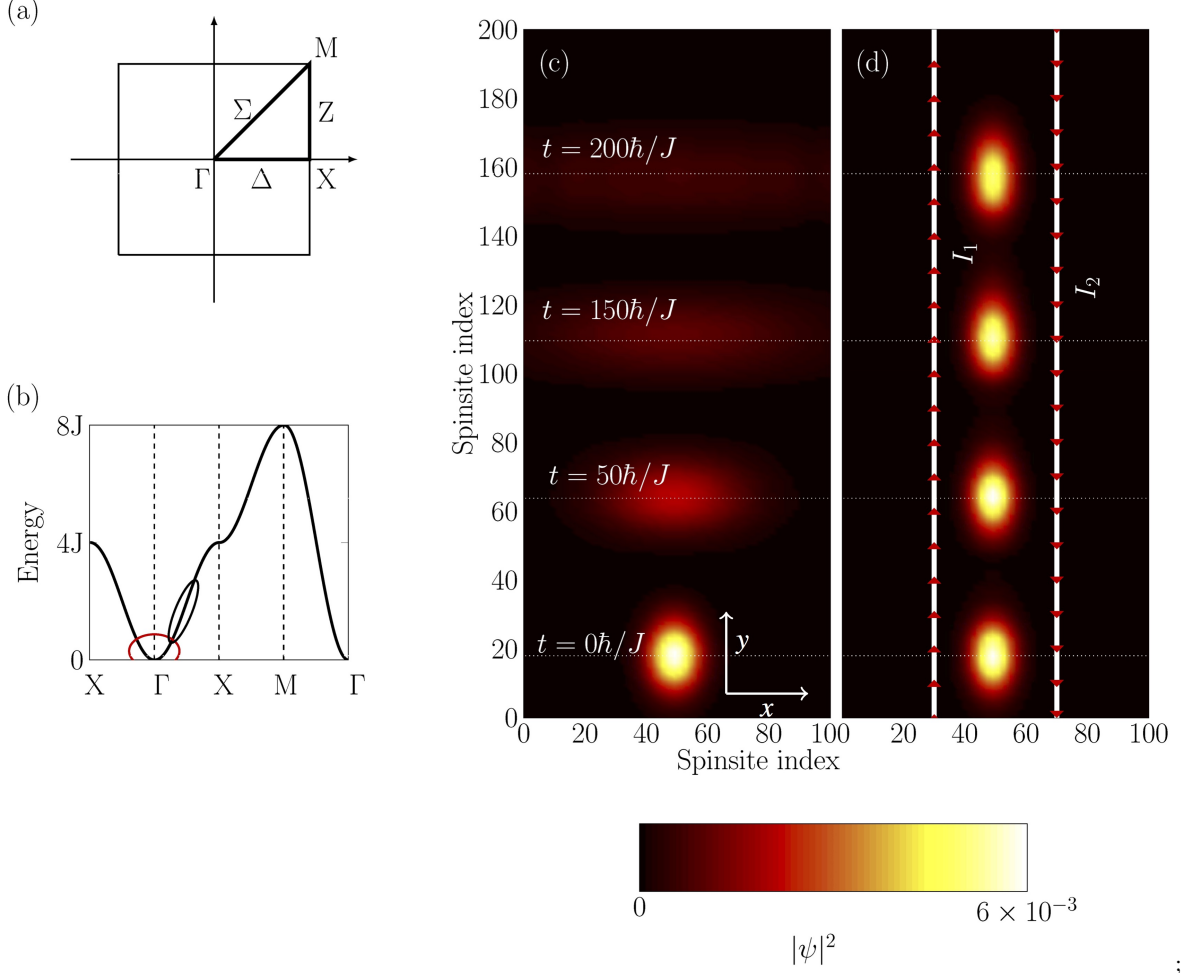 (a)
M
Σ
Z
Γ
Δ
X
(b)
8J
4J
0
Energy
X
Γ
X
M
Γ
(c)
(d)
200
180
160
140
120
100
80
60
40
20
0
Spinsite index
t = 200ħ/J
t = 150ħ/J
t = 50ħ/J
t = 0ħ/J
y
x
I₁
I₂
0
20
40
60
80
100
20
40
60
80
100
Spinsite index
0
6 × 10⁻³
|ψ|²
;